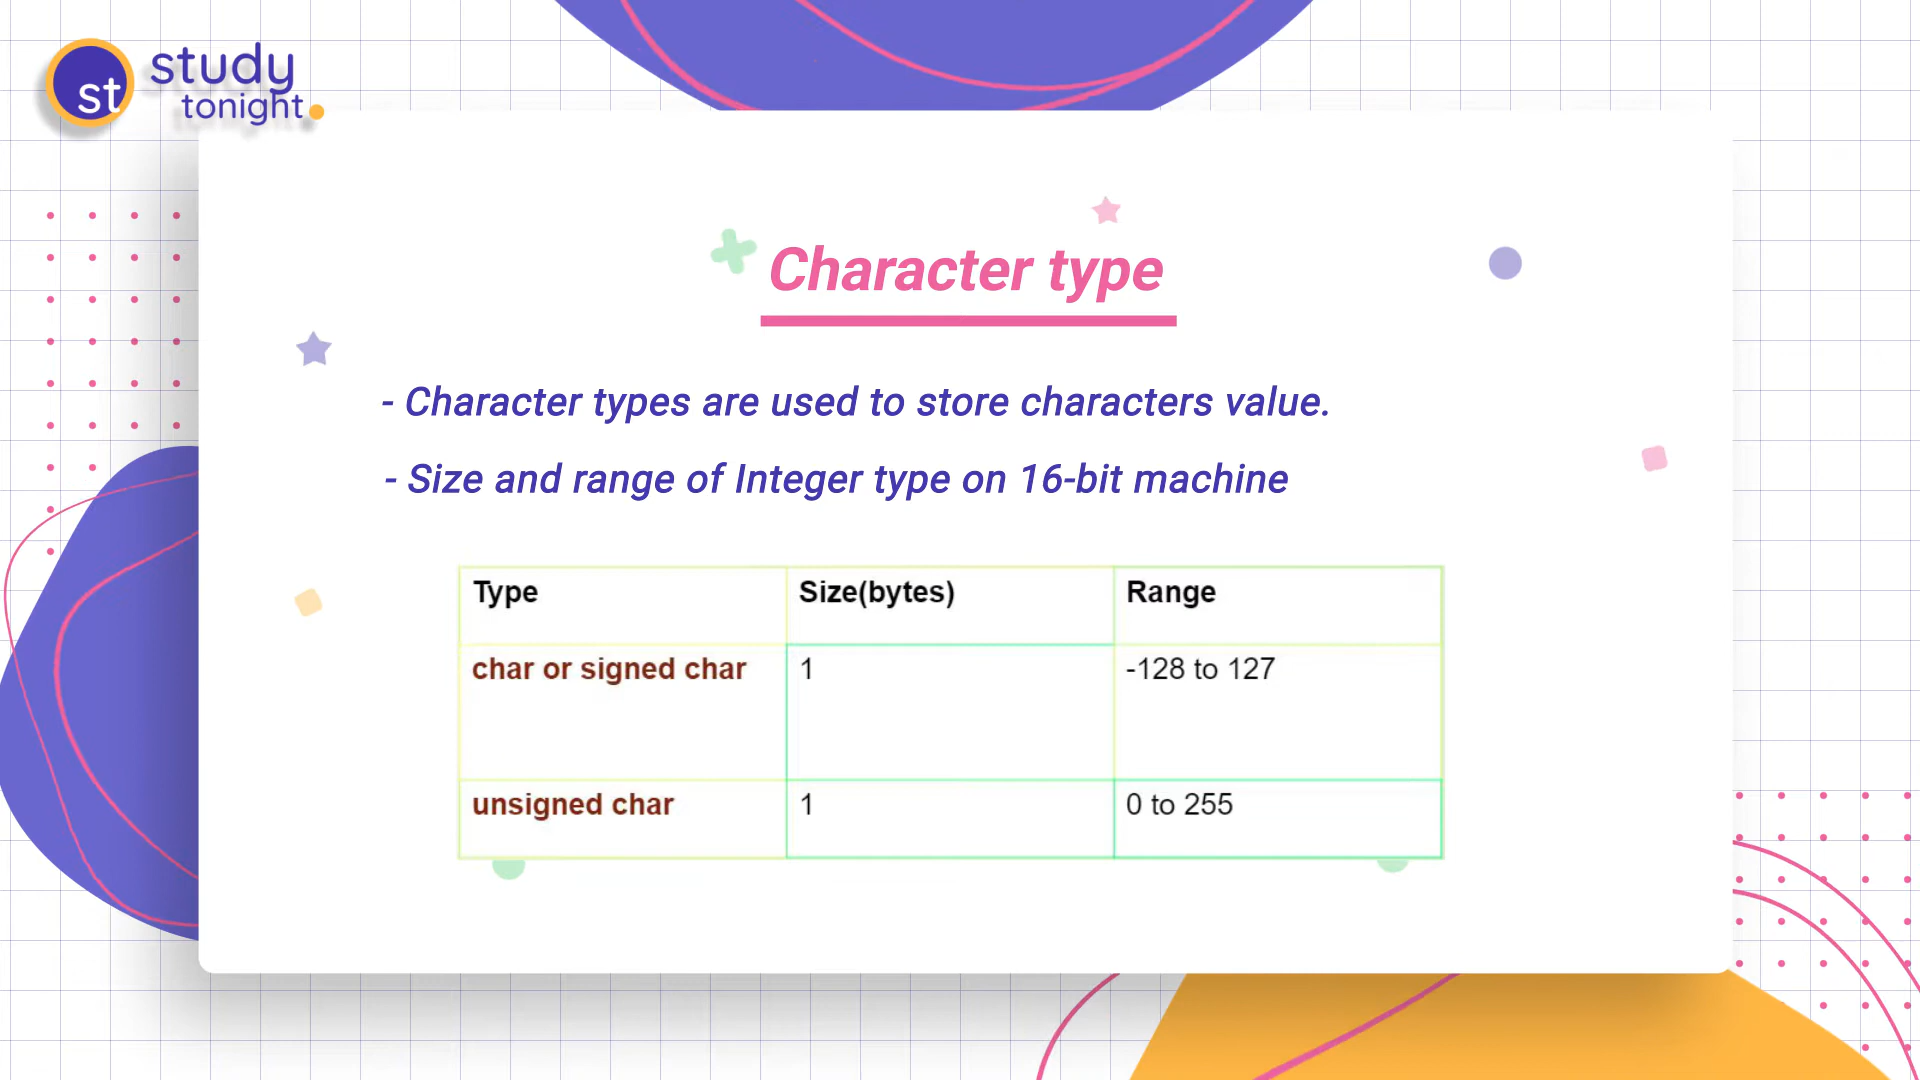 st
study
tonight
Character type
- Character types are used to store characters value.
- Size and range of Integer type on 16-bit machine
Type Size(bytes) Range
char or signed char 1 -128 to 127
unsigned char 1 0 to 255